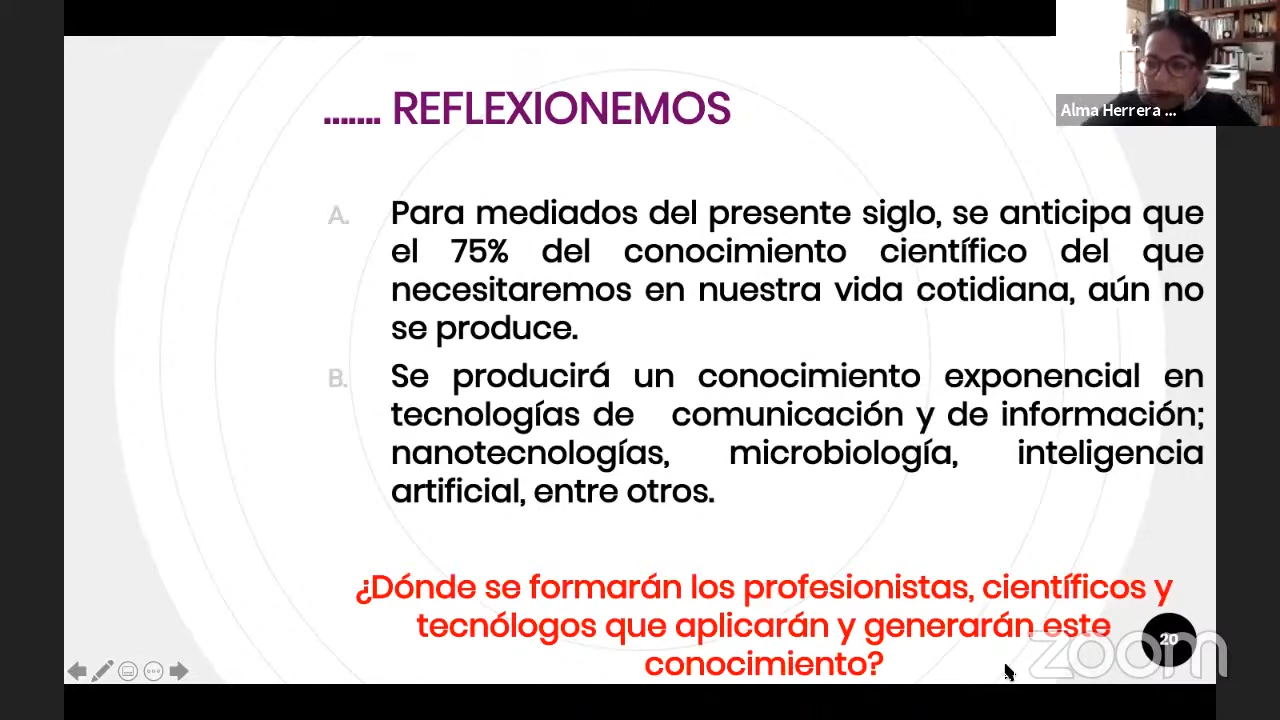 ....... REFLEXIONEMOS
Alma Herrera ...
A. Para mediados del presente siglo, se anticipa que
el 75% del conocimiento científico del que
necesitaremos en nuestra vida cotidiana, aún no
se produce.
B. Se producirá un conocimiento exponencial en
tecnologías de comunicación y de información;
nanotecnologías, microbiología, inteligencia
artificial, entre otros.
¿Dónde se formarán los profesionistas, científicos y
tecnólogos que aplicarán y generarán este
conocimiento?
20
zoom